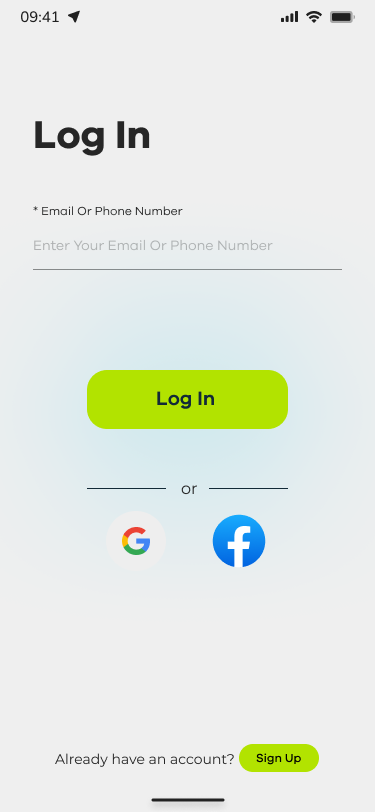 09:41
Log In
* Email Or Phone Number
Enter Your Email Or Phone Number
Log In
or
Already have an account? Sign Up